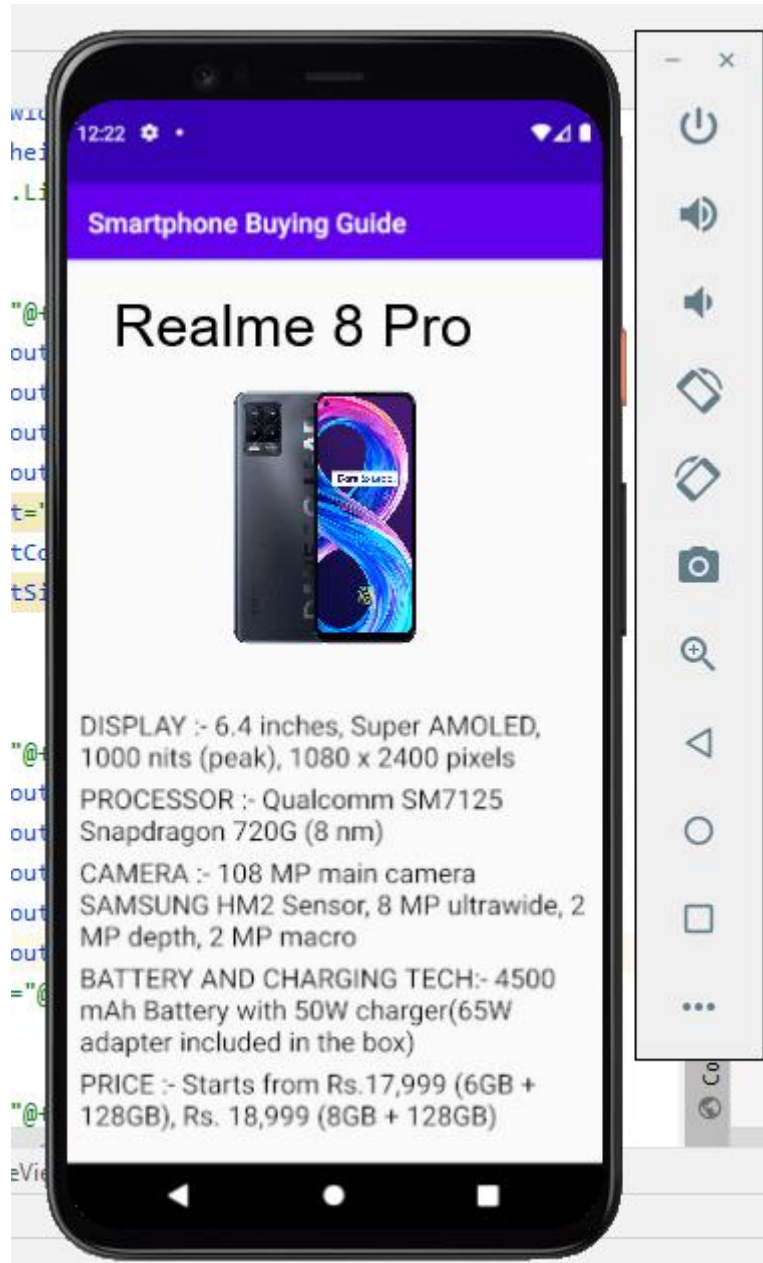 12:22
Smartphone Buying Guide
Realme 8 Pro
DISPLAY :- 6.4 inches, Super AMOLED,
1000 nits (peak), 1080 x 2400 pixels
PROCESSOR :- Qualcomm SM7125
Snapdragon 720G (8 nm)
CAMERA :- 108 MP main camera
SAMSUNG HM2 Sensor, 8 MP ultrawide, 2
MP depth, 2 MP macro
BATTERY AND CHARGING TECH:- 4500
mAh Battery with 50W charger(65W
adapter included in the box)
PRICE :- Starts from Rs.17,999 (6GB +
128GB), Rs. 18,999 (8GB + 128GB)